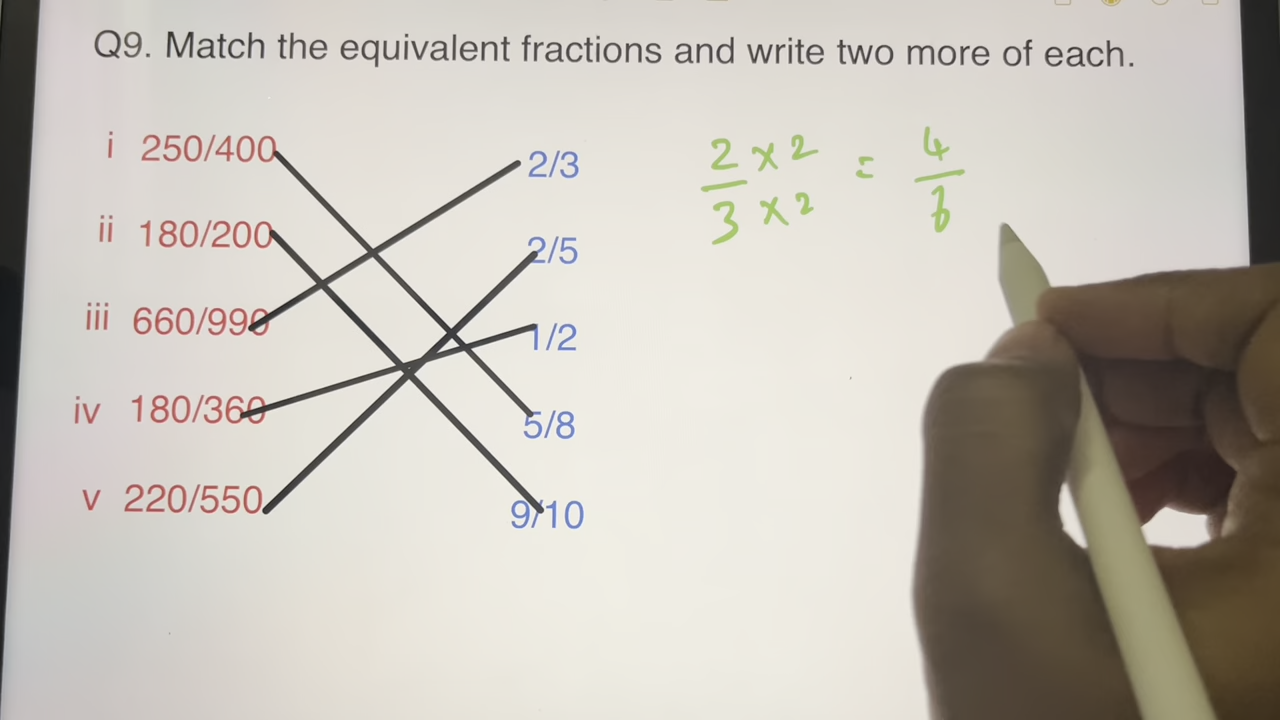 Q9. Match the equivalent fractions and write two more of each.
i 250/400
2/3
ii 180/200
2/5
iii 660/990
1/2
iv 180/360
5/8
v 220/550
9/10
2 × 2 = 4
3 × 2 6